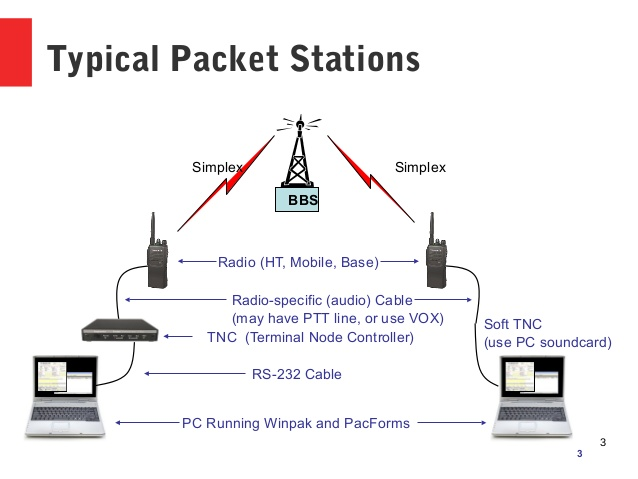 Typical Packet Stations
Simplex
Simplex
BBS
Radio (HT, Mobile, Base)
Radio-specific (audio) Cable
(may have PTT line, or use VOX)
Soft TNC
(use PC soundcard)
TNC (Terminal Node Controller)
RS-232 Cable
PC Running Winpak and PacForms
3
3